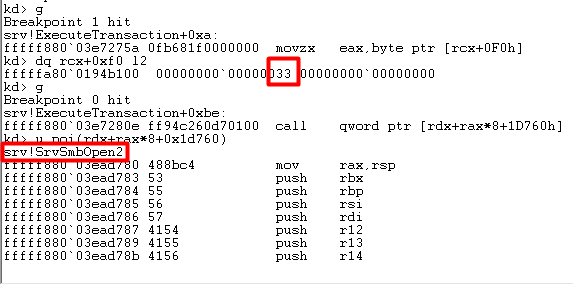 kd> g
Breakpoint 1 hit
srv!ExecuteTransaction+0xa:
fffff880`03e7275a 0fb681f0000000 movzx eax,byte ptr [rcx+0F0h]
kd> dq rcx+0xf0 l2
fffffa80`0194b100 00000000`00000033 00000000`00000000
kd> g
Breakpoint 0 hit
srv!ExecuteTransaction+0xbe:
fffff880`03e7280e ff94c260d70100 call qword ptr [rdx+rax*8+1D760h]
kd> u poi(rdx+rax*8+0x1d760)
srv!SrvSmbOpen2
fffff880`03ead780 488bc4 mov rax,rsp
fffff880`03ead783 53 push rbx
fffff880`03ead784 55 push rbp
fffff880`03ead785 56 push rsi
fffff880`03ead786 57 push rdi
fffff880`03ead787 4154 push r12
fffff880`03ead789 4155 push r13
fffff880`03ead78b 4156 push r14